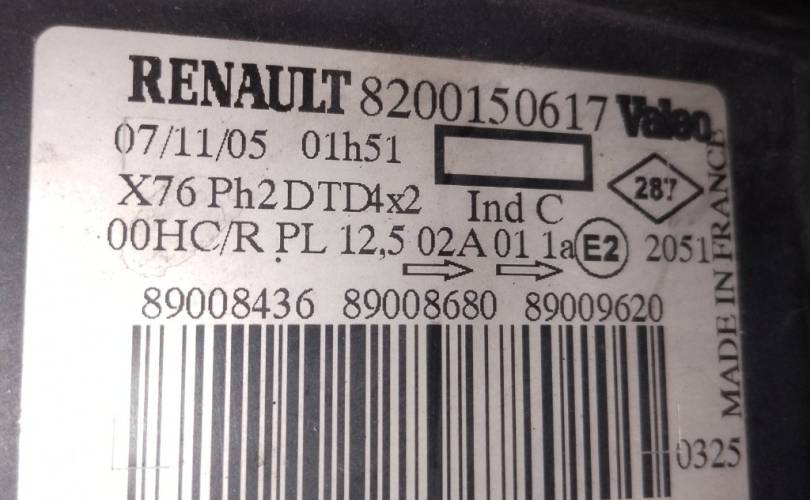 RENAULT 8200150617 Valeo
07/11/05 01h51
X76 Ph2 DTD4x2 Ind C
287
00HC/R PL 12,5 02A 01 1a E2 2051
89008436 89008680 89009620
MADE IN FRANCE
0325